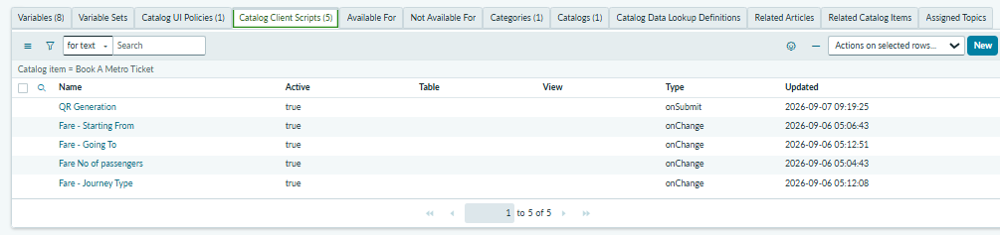 Variables (8) Variable Sets Catalog UI Policies (1) Catalog Client Scripts (5) Available For Not Available For Categories (1) Catalogs (1) Catalog Data Lookup Definitions Related Articles Related Catalog Items Assigned Topics
for text Search Actions on selected rows... New
Catalog item = Book A Metro Ticket
Name Active Table View Type Updated
QR Generation true onSubmit 2026-09-07 09:19:25
Fare - Starting From true onChange 2026-09-06 05:06:43
Fare - Going To true onChange 2026-09-06 05:12:51
Fare No of passengers true onChange 2026-09-06 05:04:43
Fare - Journey Type true onChange 2026-09-06 05:12:08
1 to 5 of 5